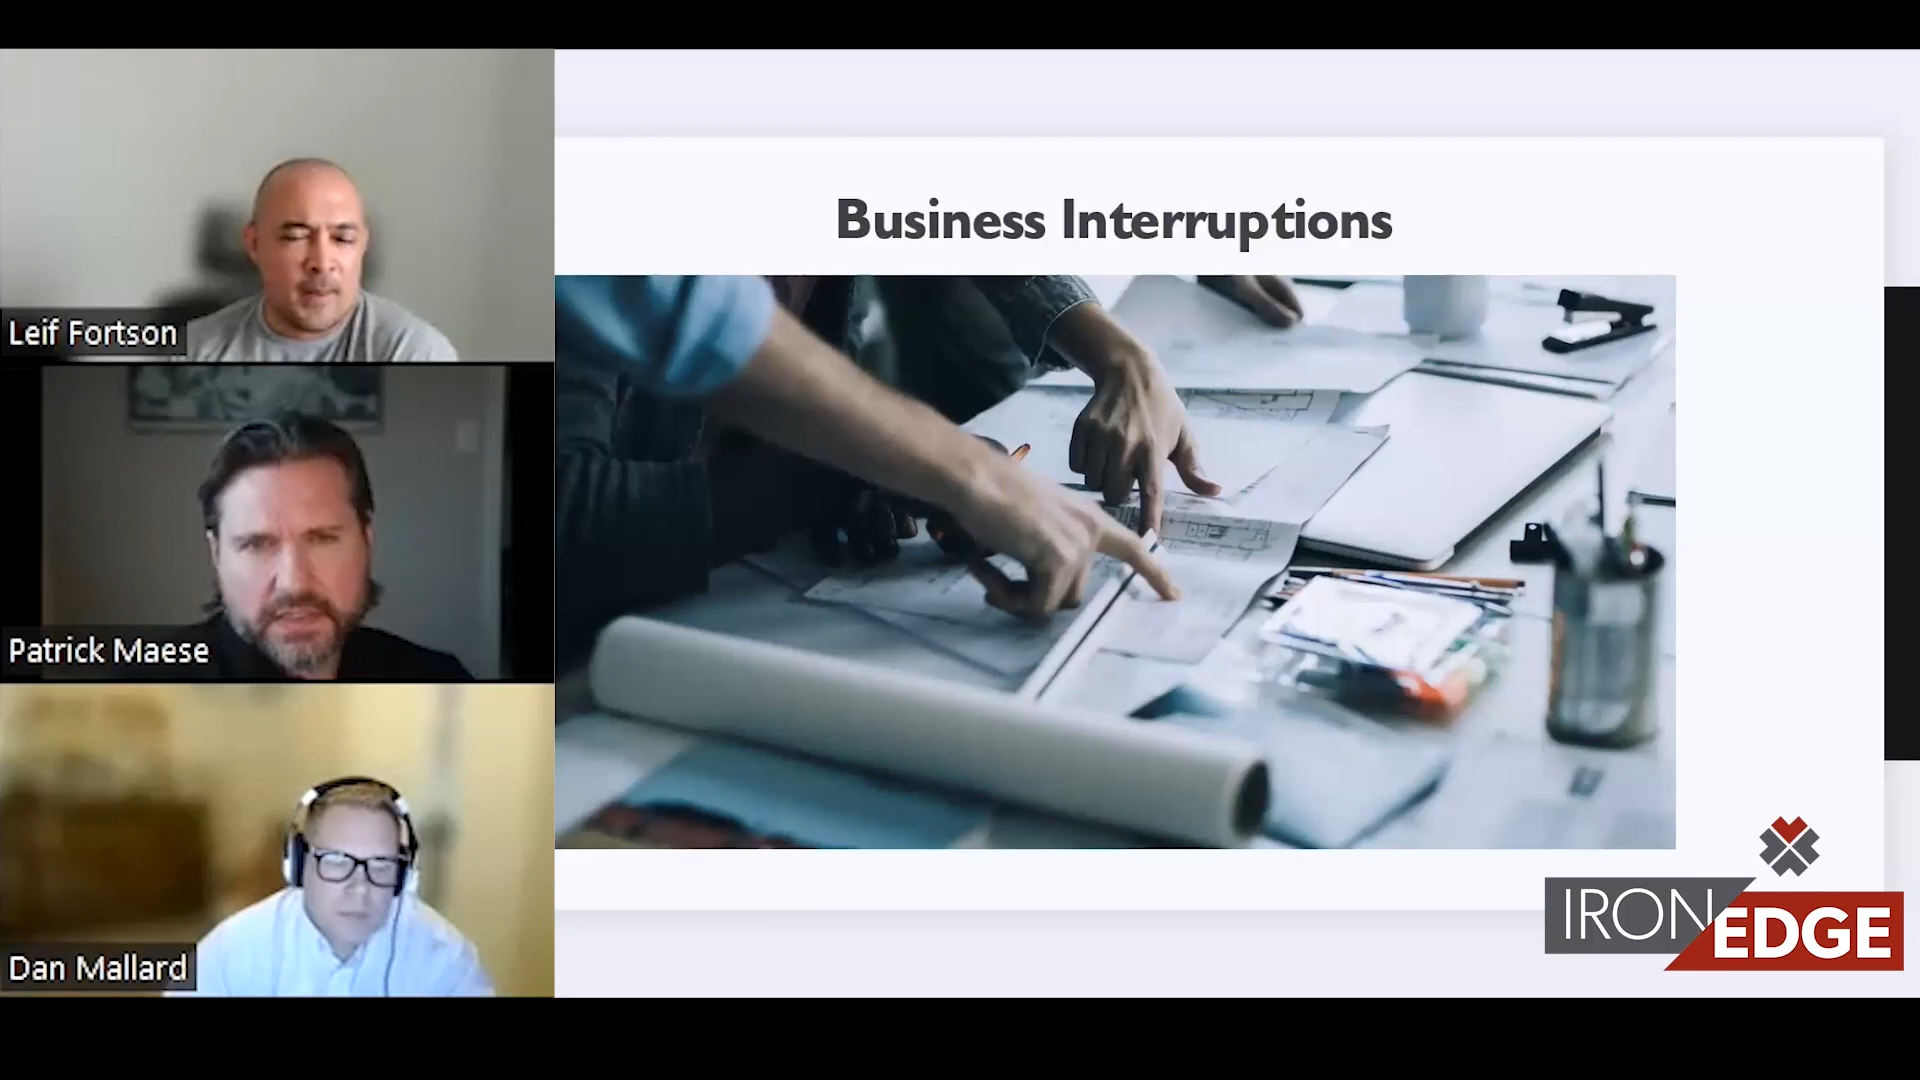 Business Interruptions
Leif Fortson
Patrick Maese
Dan Mallard
IRON
EDGE